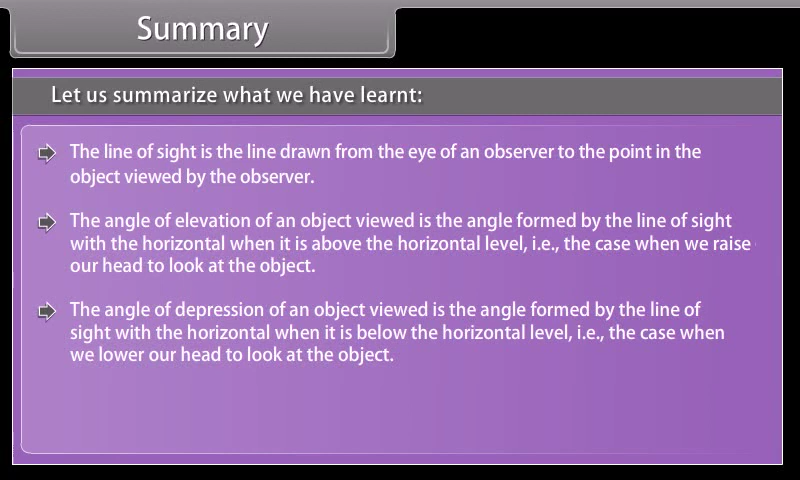 Summary
Let us summarize what we have learnt:
The line of sight is the line drawn from the eye of an observer to the point in the
object viewed by the observer.
The angle of elevation of an object viewed is the angle formed by the line of sight
with the horizontal when it is above the horizontal level, i.e., the case when we raise
our head to look at the object.
The angle of depression of an object viewed is the angle formed by the line of
sight with the horizontal when it is below the horizontal level, i.e., the case when
we lower our head to look at the object.